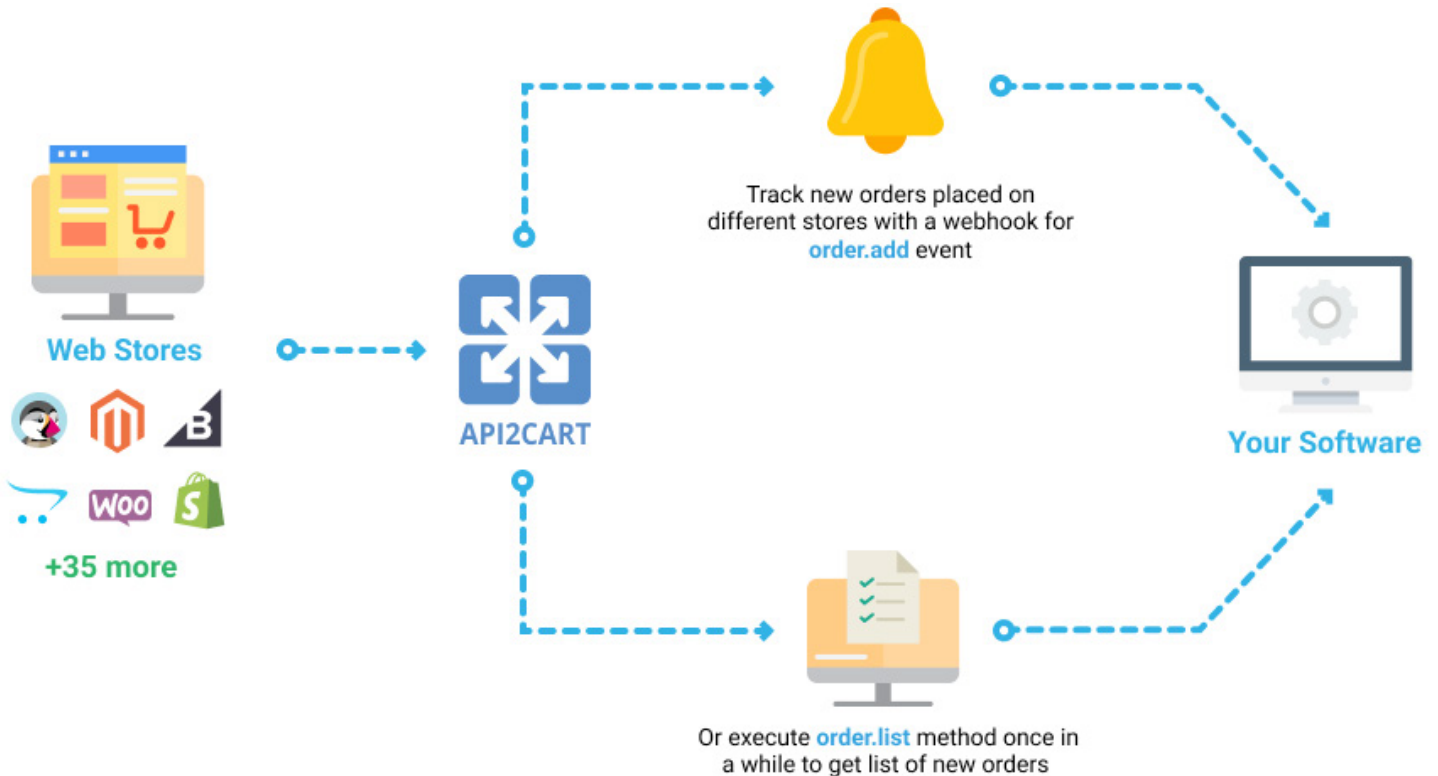 Track new orders placed on
different stores with a webhook for
order.add event
Web Stores
B
WOO
S
+35 more
API2CART
Your Software
Or execute order.list method once in
a while to get list of new orders